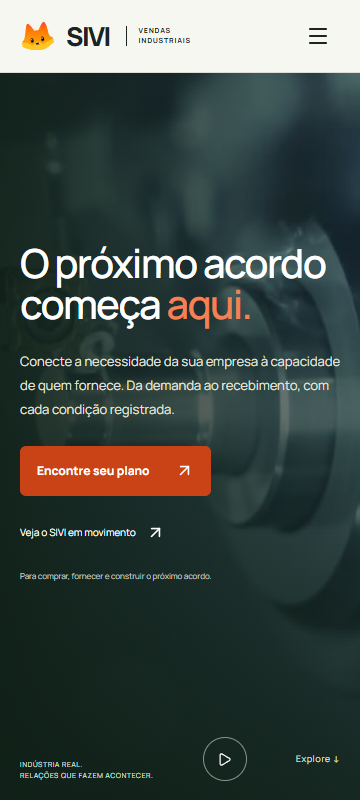 SIVI
VENDAS
INDUSTRIAIS
O próximo acordo
começa aqui.
Conecte a necessidade da sua empresa à capacidade
de quem fornece. Da demanda ao recebimento, com
cada condição registrada.
Encontre seu plano
Veja o SIVI em movimento
Para comprar, fornecer e construir o próximo acordo.
INDÚSTRIA REAL.
RELAÇÕES QUE FAZEM ACONTECER.
Explore ↓